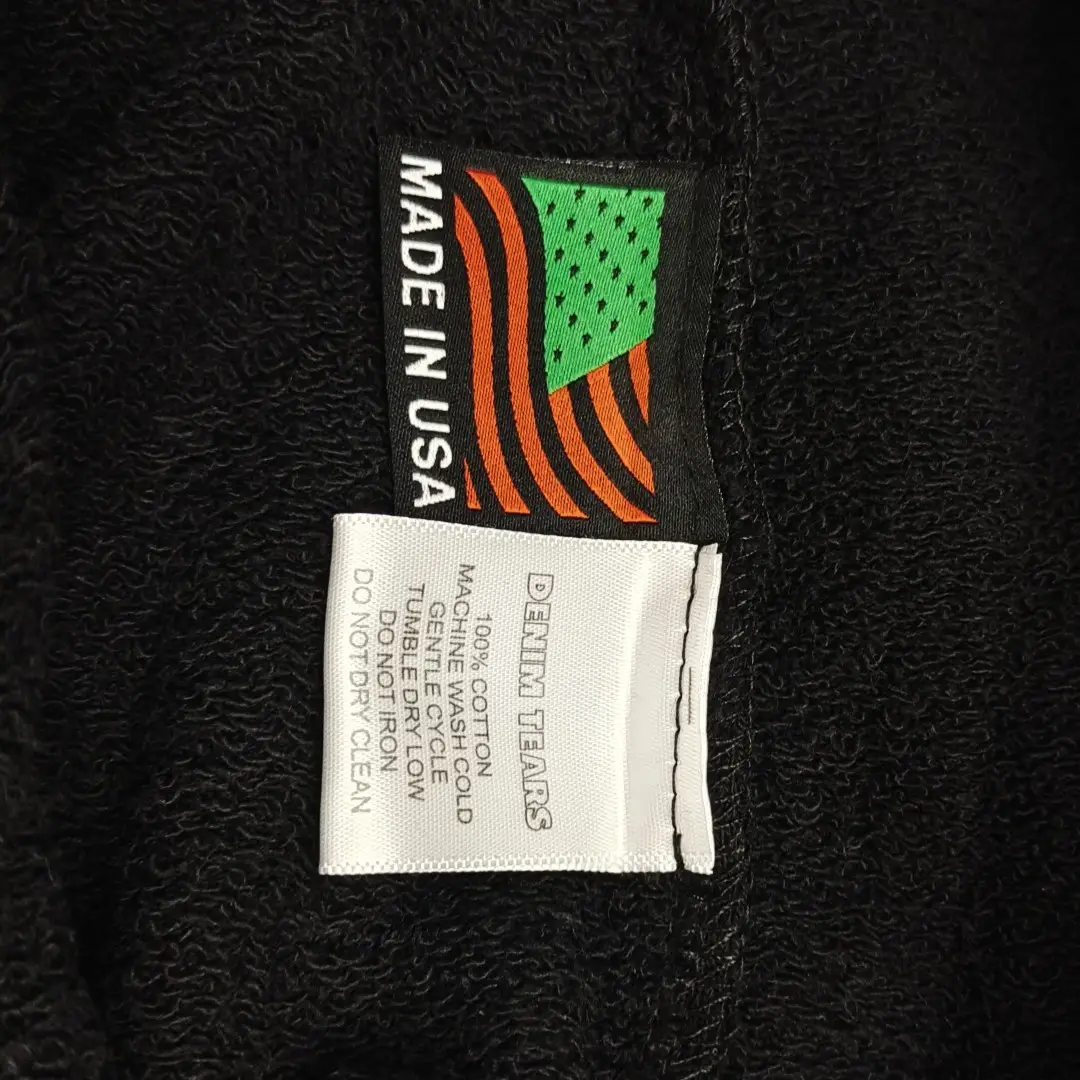 MADE IN USA
DENIM TEARS
100% COTTON
MACHINE WASH COLD
GENTLE CYCLE
TUMBLE DRY LOW
DO NOT IRON
DO NOT DRY CLEAN